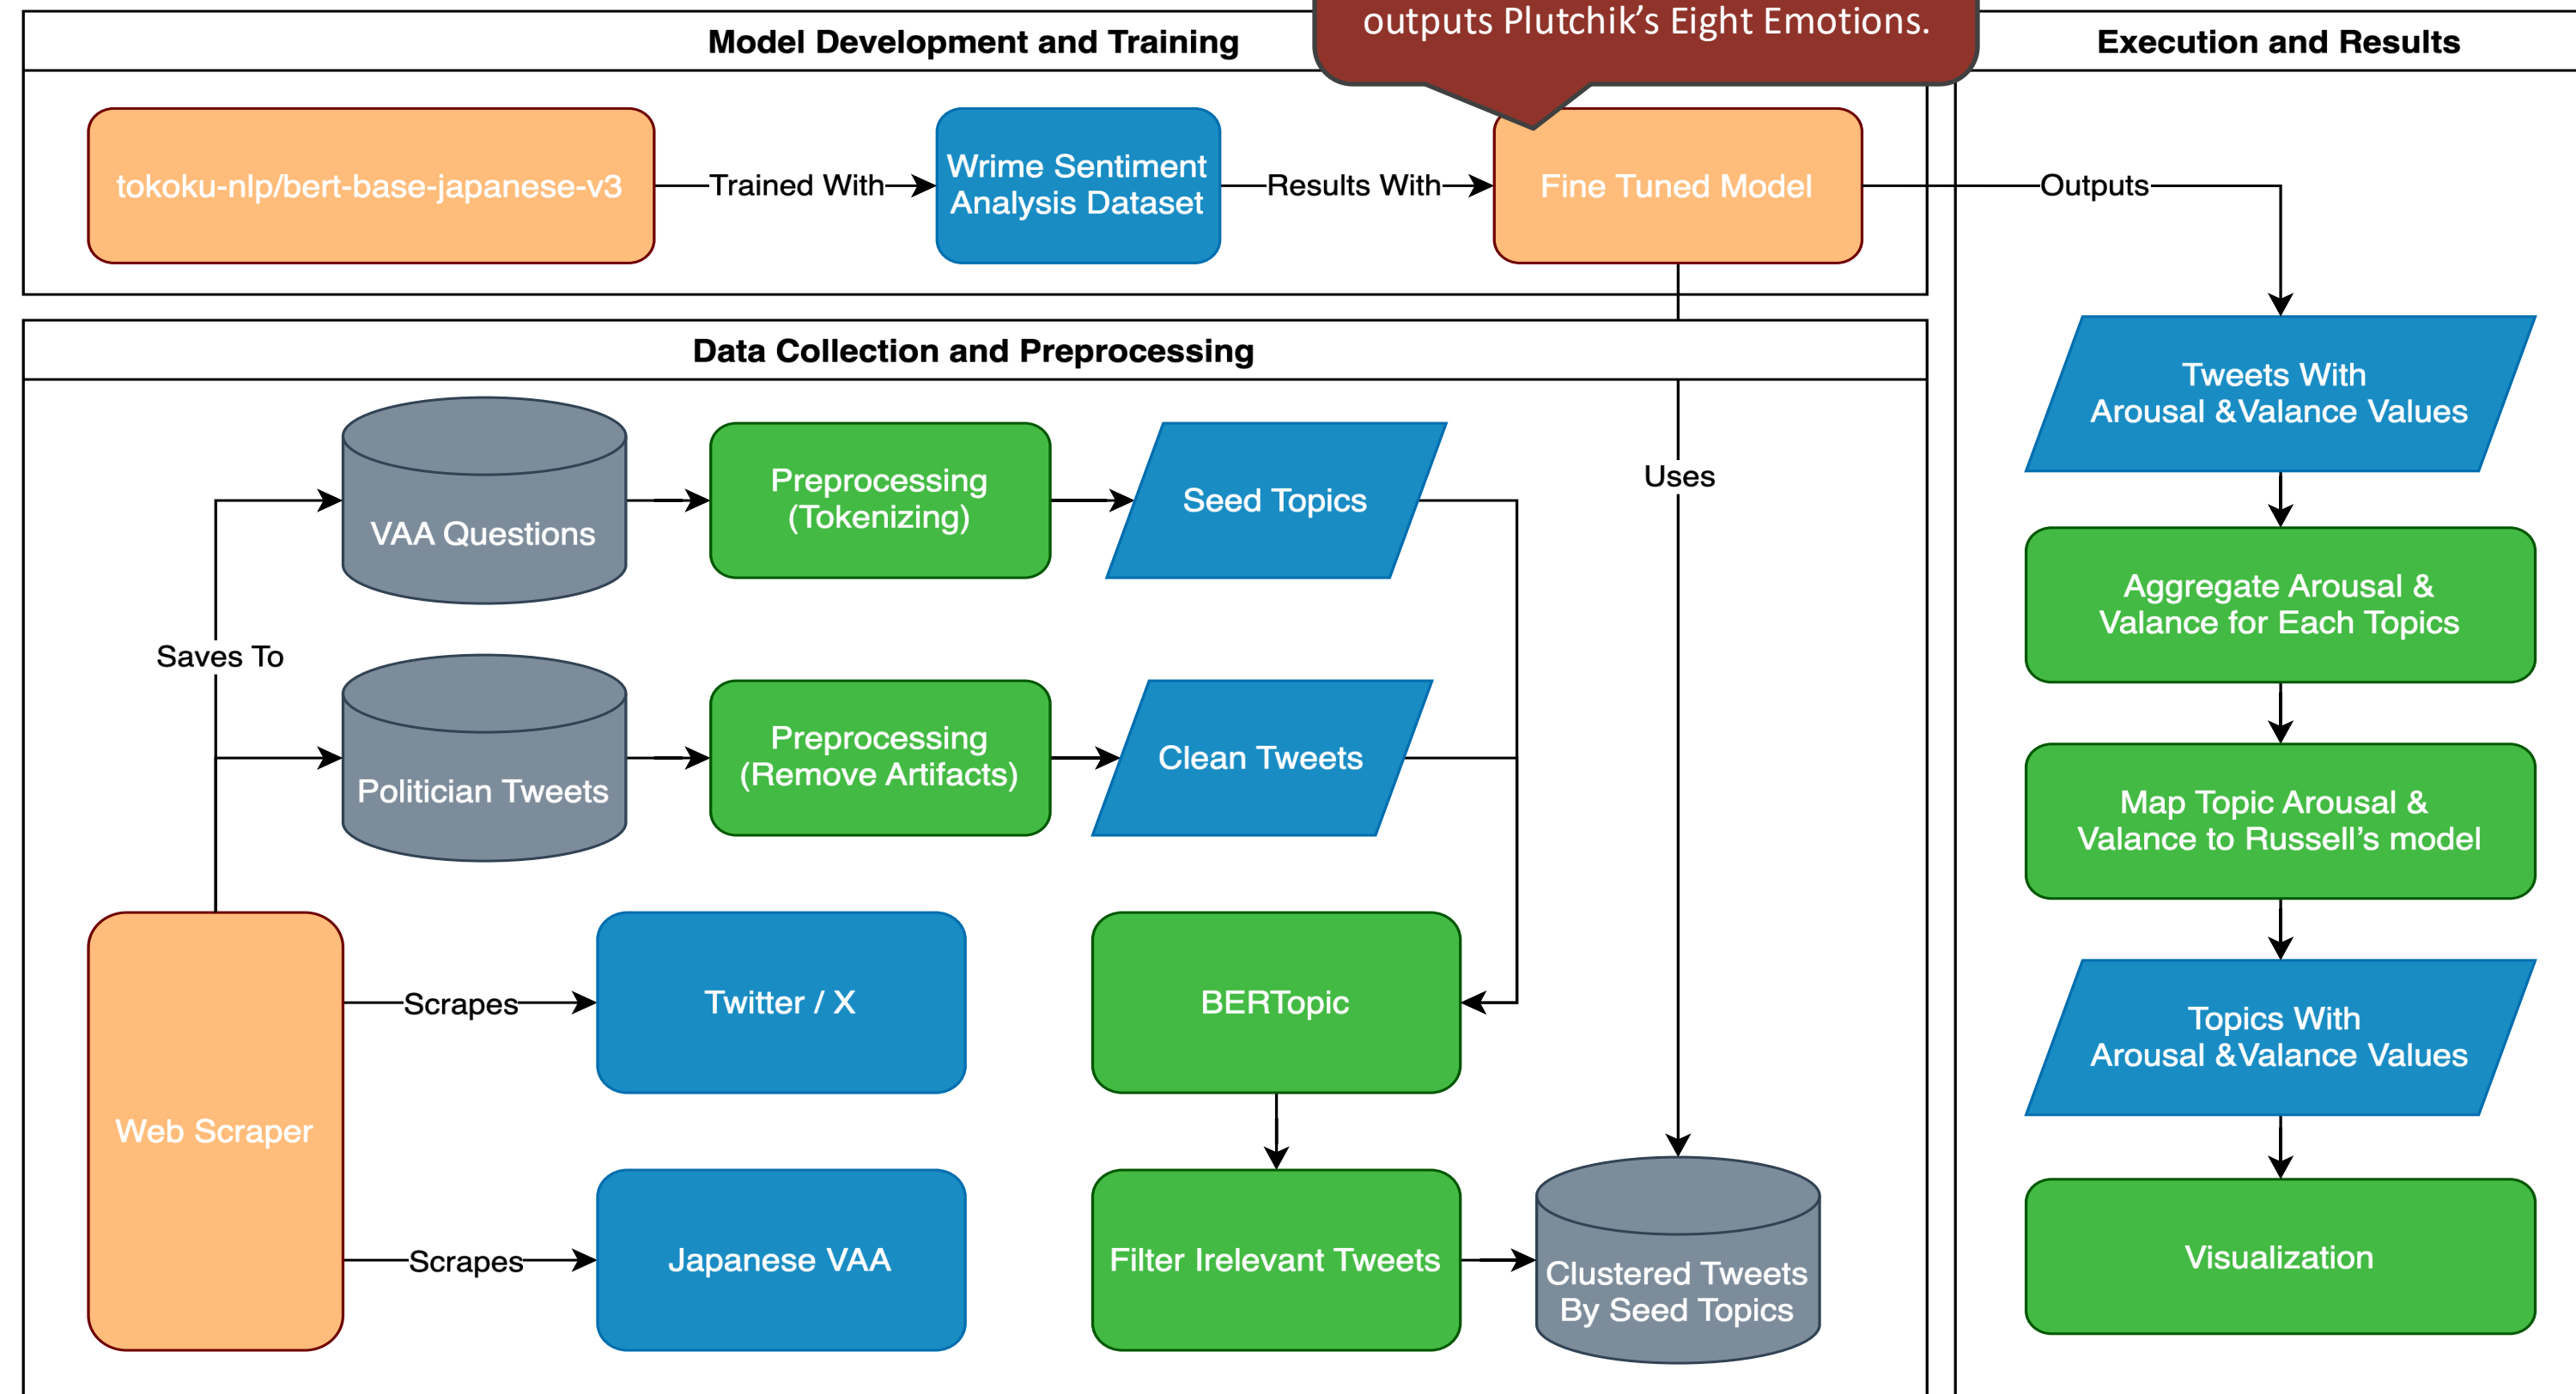 outputs Plutchik’s Eight Emotions.
Model Development and Training
Execution and Results
tokoku-nlp/bert-base-japanese-v3
Trained With
Wrime Sentiment
Analysis Dataset
Results With
Fine Tuned Model
Outputs
Data Collection and Preprocessing
Tweets With
Arousal &Valance Values
VAA Questions
Preprocessing
(Tokenizing)
Seed Topics
Uses
Aggregate Arousal &
Valance for Each Topics
Saves To
Politician Tweets
Preprocessing
(Remove Artifacts)
Clean Tweets
Map Topic Arousal &
Valance to Russell’s model
Web Scraper
Scrapes
Twitter / X
BERTopic
Topics With
Arousal &Valance Values
Scrapes
Japanese VAA
Filter Irelevant Tweets
Clustered Tweets
By Seed Topics
Visualization